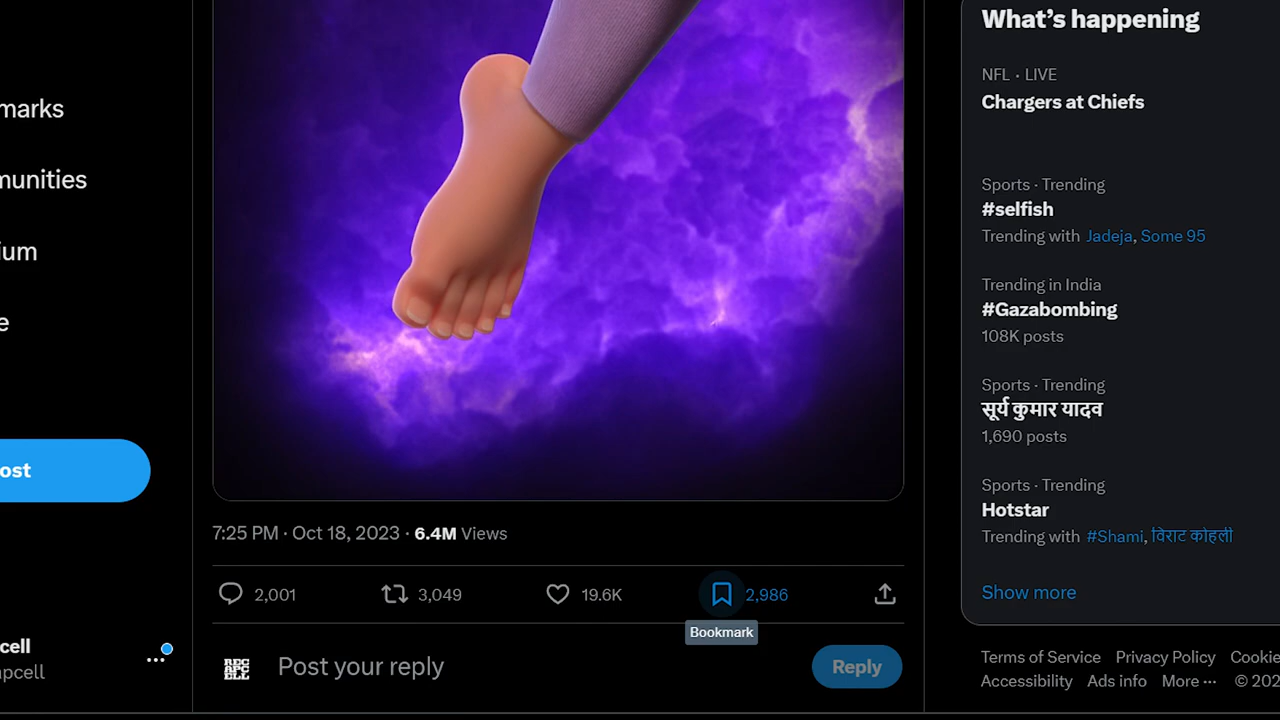 marks
munities
ium
e
ost
cell
pcell
7:25 PM · Oct 18, 2023 · 6.4M Views
2,001 3,049 19.6K 2,986
Bookmark
Post your reply
Reply
What's happening
NFL · LIVE
Chargers at Chiefs
Sports · Trending
#selfish
Trending with Jadeja, Some 95
Trending in India
#Gazabombing
108K posts
Sports · Trending
सूर्य कुमार यादव
1,690 posts
Sports · Trending
Hotstar
Trending with #Shami, विराट कोहली
Show more
Terms of Service Privacy Policy Cookie
Accessibility Ads info More ··· © 202